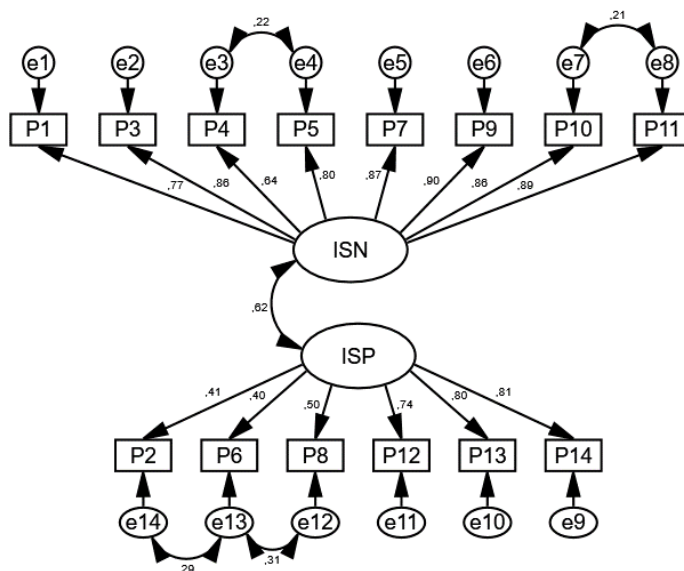 ,22 ,21
e1 e2 e3 e4 e5 e6 e7 e8
P1 P3 P4 P5 P7 P9 P10 P11
,77 ,86 ,64 ,80 ,87 ,90 ,86 ,89
ISN
,62
ISP
,41 ,40 ,50 ,74 ,80 ,81
P2 P6 P8 P12 P13 P14
e14 e13 e12 e11 e10 e9
,29 ,31